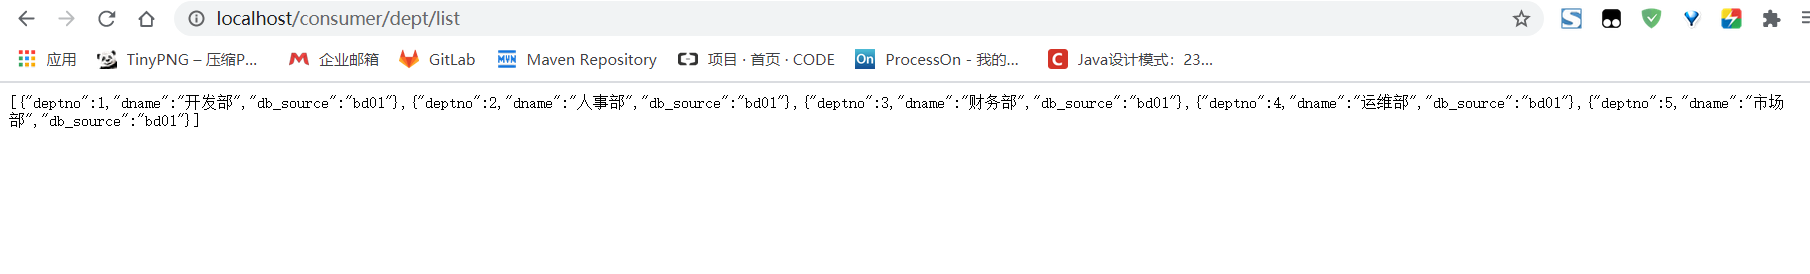 localhost/consumer/dept/list
应用 TinyPNG – 压缩P... 企业邮箱 GitLab MVN Maven Repository 项目 · 首页 · CODE On ProcessOn - 我的... C Java设计模式：23...
[{"deptno":1,"dname":"开发部","db_source":"bd01"},{"deptno":2,"dname":"人事部","db_source":"bd01"},{"deptno":3,"dname":"财务部","db_source":"bd01"},{"deptno":4,"dname":"运维部","db_source":"bd01"},{"deptno":5,"dname":"市场
部","db_source":"bd01"}]